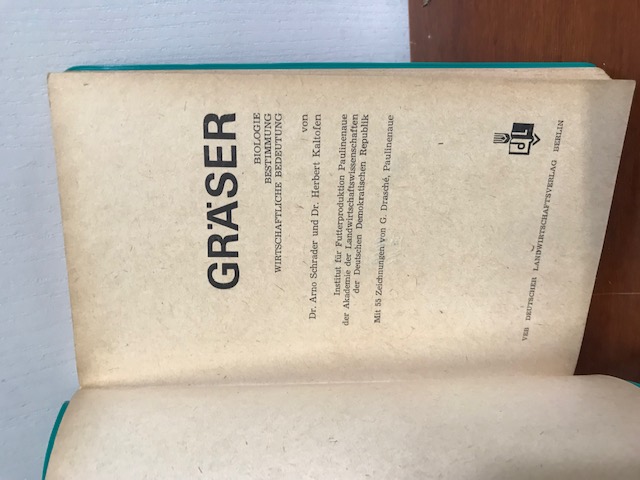 GRÄSER
BIOLOGIE
BESTIMMUNG
WIRTSCHAFTLICHE BEDEUTUNG
von
Dr. Arno Schrader und Dr. Herbert Kaltofen
Institut für Futterproduktion Paulinenaue
der Akademie der Landwirtschaftswissenschaften
der Deutschen Demokratischen Republik
Mit 55 Zeichnungen von G. Drasché, Paulinenaue
VEB DEUTSCHER LANDWIRTSCHAFTSVERLAG BERLIN